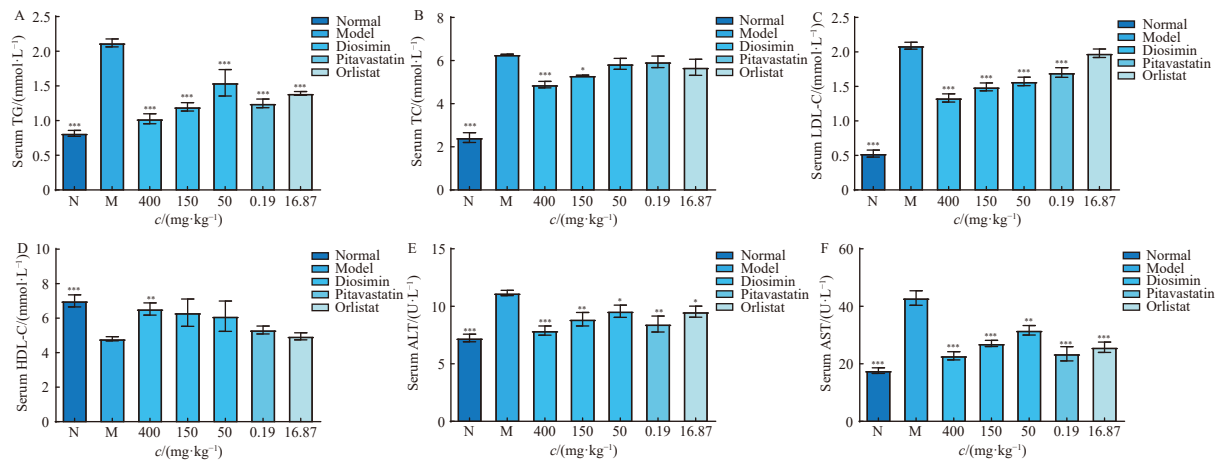 A
Serum TG/(mmol·L⁻¹)
2.5
2.0
1.5
1.0
0.5
0
***
***
***
***
***
***
Normal
Model
Diosimin
Pitavastatin
Orlistat
N M 400 150 50 0.19 16.87
c/(mg·kg⁻¹)
B
Serum TC/(mmol·L⁻¹)
8
6
4
2
0
***
***
*
Normal
Model
Diosimin
Pitavastatin
Orlistat
N M 400 150 50 0.19 16.87
c/(mg·kg⁻¹)
C
Serum LDL-C/(mmol·L⁻¹)
2.5
2.0
1.5
1.0
0.5
0
***
***
***
***
***
Normal
Model
Diosimin
Pitavastatin
Orlistat
N M 400 150 50 0.19 16.87
c/(mg·kg⁻¹)
D
Serum HDL-C/(mmol·L⁻¹)
10
8
6
4
2
0
***
**
Normal
Model
Diosimin
Pitavastatin
Orlistat
N M 400 150 50 0.19 16.87
c/(mg·kg⁻¹)
E
Serum ALT/(U·L⁻¹)
15
10
5
0
***
***
**
*
**
*
Normal
Model
Diosimin
Pitavastatin
Orlistat
N M 400 150 50 0.19 16.87
c/(mg·kg⁻¹)
F
Serum AST/(U·L⁻¹)
60
40
20
0
***
***
***
**
***
***
Normal
Model
Diosimin
Pitavastatin
Orlistat
N M 400 150 50 0.19 16.87
c/(mg·kg⁻¹)